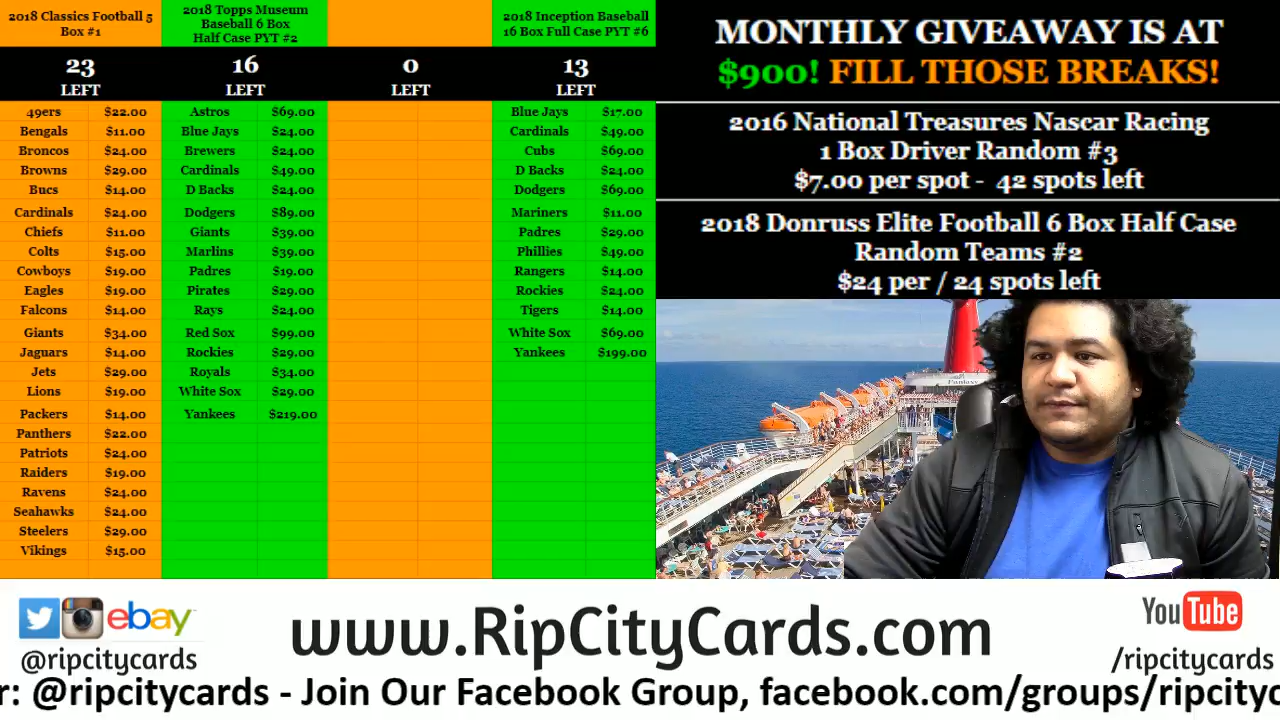 2018 Classics Football 5
Box #1
23
LEFT
49ers $22.00
Bengals $11.00
Broncos $24.00
Browns $29.00
Bucs $14.00
Cardinals $24.00
Chiefs $11.00
Colts $15.00
Cowboys $19.00
Eagles $19.00
Falcons $14.00
Giants $34.00
Jaguars $14.00
Jets $29.00
Lions $19.00
Packers $14.00
Panthers $22.00
Patriots $24.00
Raiders $19.00
Ravens $24.00
Seahawks $24.00
Steelers $29.00
Vikings $15.00
2018 Topps Museum
Baseball 6 Box
Half Case PYT #2
16
LEFT
Astros $69.00
Blue Jays $24.00
Brewers $24.00
Cardinals $49.00
D Backs $24.00
Dodgers $89.00
Giants $39.00
Marlins $39.00
Padres $19.00
Pirates $29.00
Rays $24.00
Red Sox $99.00
Rockies $29.00
Royals $34.00
White Sox $29.00
Yankees $219.00
0
LEFT
2018 Inception Baseball
16 Box Full Case PYT #6
13
LEFT
Blue Jays $17.00
Cardinals $49.00
Cubs $69.00
D Backs $24.00
Dodgers $69.00
Mariners $11.00
Padres $29.00
Phillies $49.00
Rangers $14.00
Rockies $24.00
Tigers $14.00
White Sox $69.00
Yankees $199.00
MONTHLY GIVEAWAY IS AT
$900! FILL THOSE BREAKS!
2016 National Treasures Nascar Racing
1 Box Driver Random #3
$7.00 per spot - 42 spots left
2018 Donruss Elite Football 6 Box Half Case
Random Teams #2
$24 per / 24 spots left
Fantasy
ebay
@ripcitycards
www.RipCityCards.com
YouTube
/ripcitycards
r: @ripcitycards - Join Our Facebook Group, facebook.com/groups/ripcityc